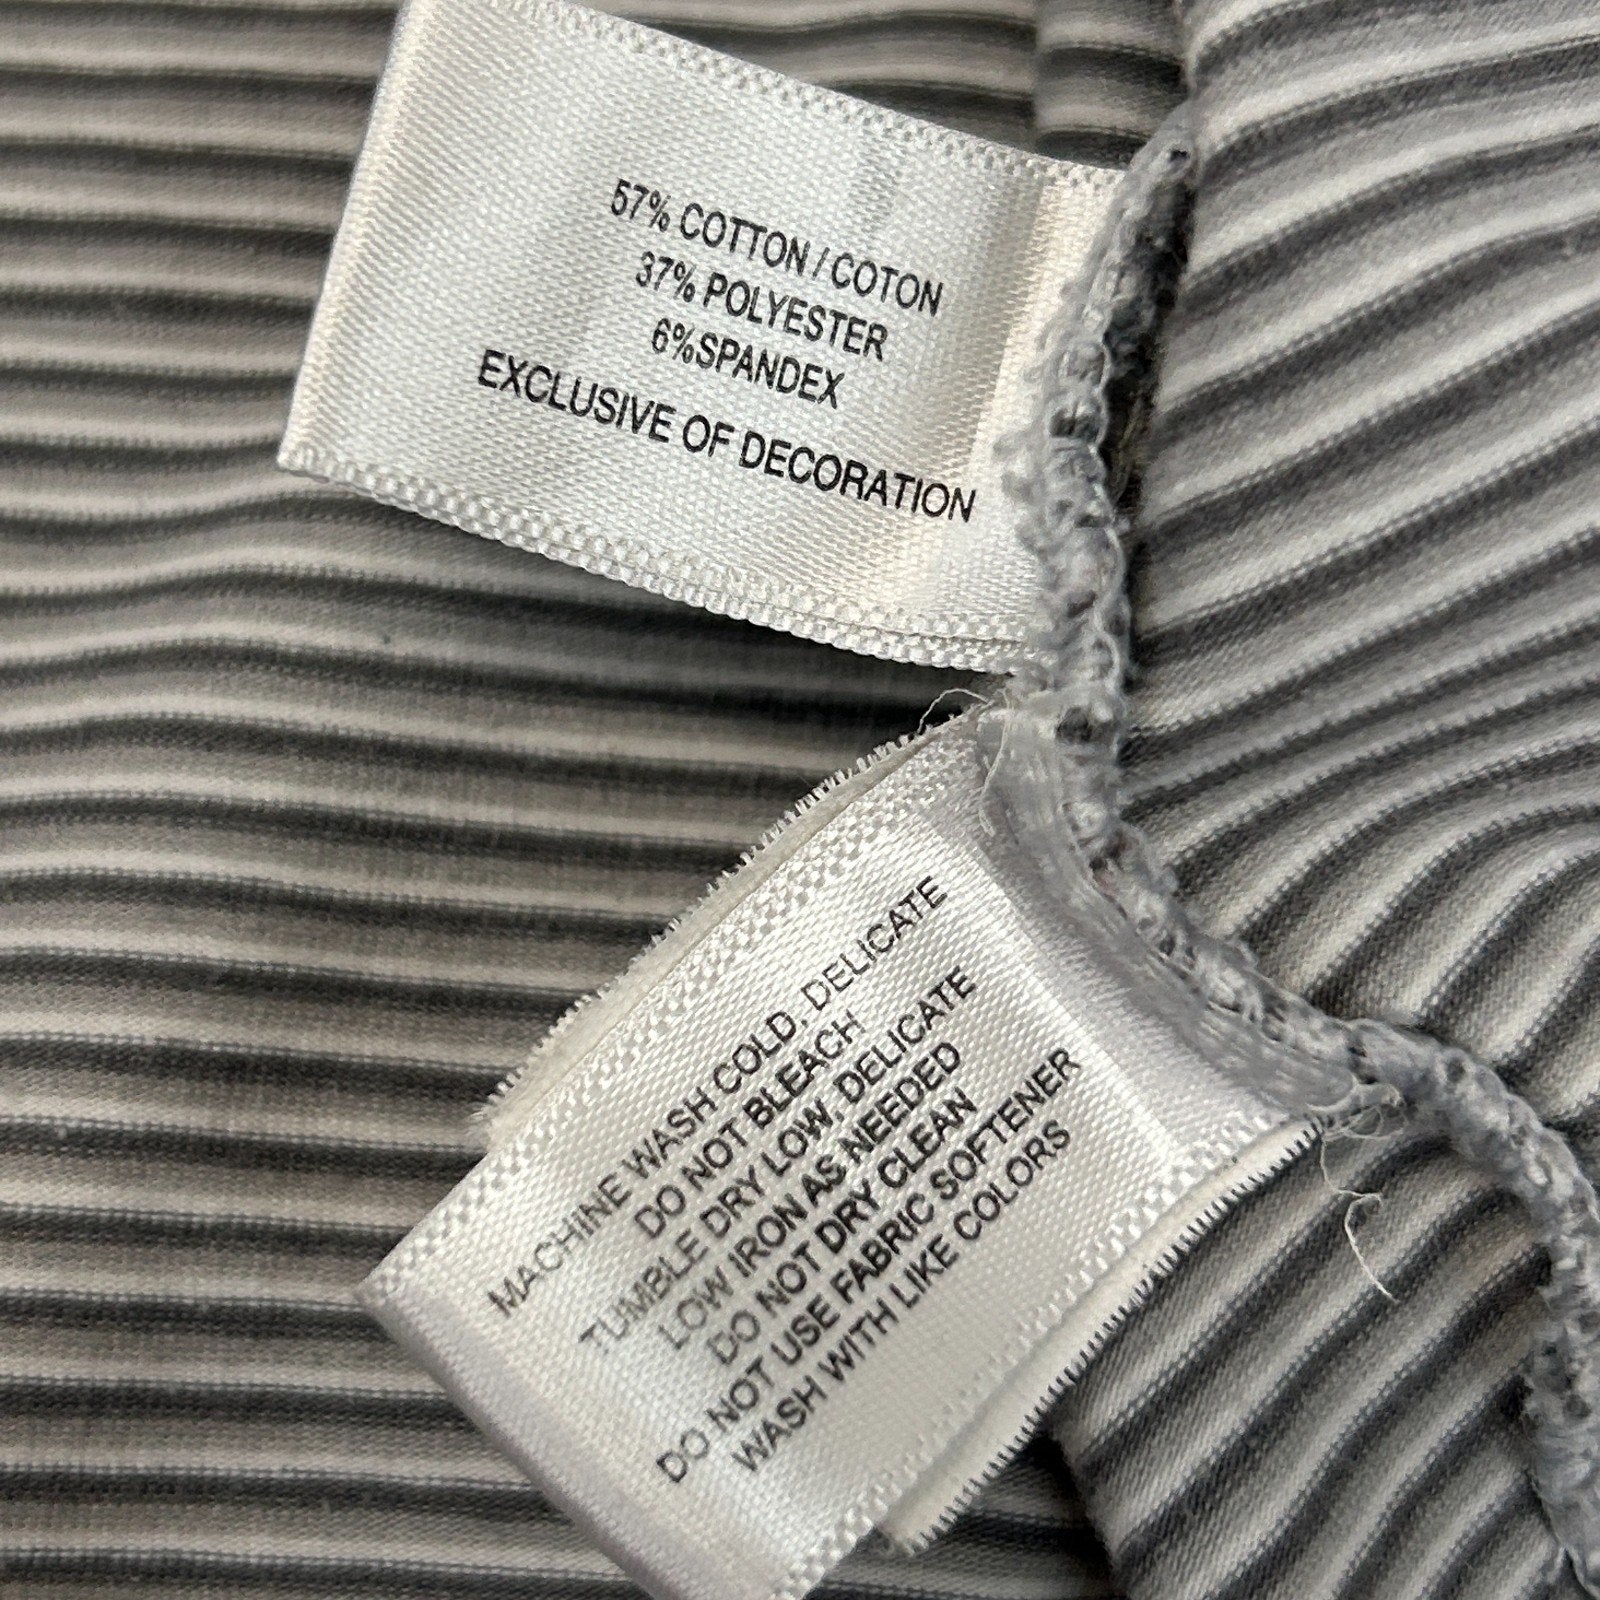 57% COTTON / COTON
37% POLYESTER
6%SPANDEX
EXCLUSIVE OF DECORATION
MACHINE WASH COLD, DELICATE
DO NOT BLEACH
TUMBLE DRY LOW, DELICATE
LOW IRON AS NEEDED
DO NOT DRY CLEAN
DO NOT USE FABRIC SOFTENER
WASH WITH LIKE COLORS